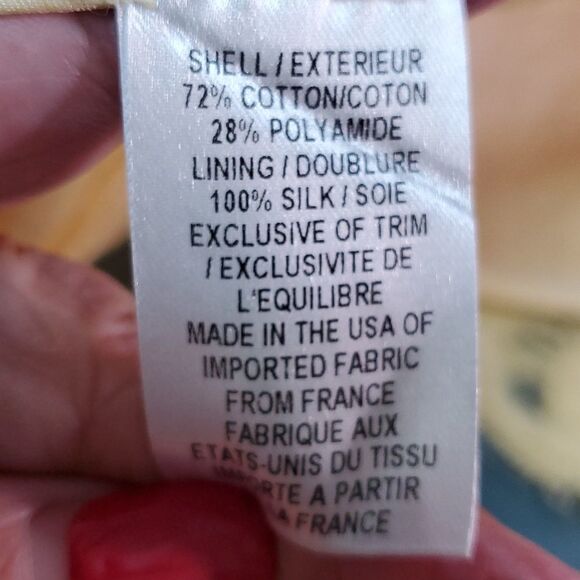 SHELL / EXTERIEUR
72% COTTON/COTON
28% POLYAMIDE
LINING / DOUBLURE
100% SILK / SOIE
EXCLUSIVE OF TRIM
/ EXCLUSIVITE DE
L'EQUILIBRE
MADE IN THE USA OF
IMPORTED FABRIC
FROM FRANCE
FABRIQUE AUX
ETATS-UNIS DU TISSU
A PARTIR
FRANCE